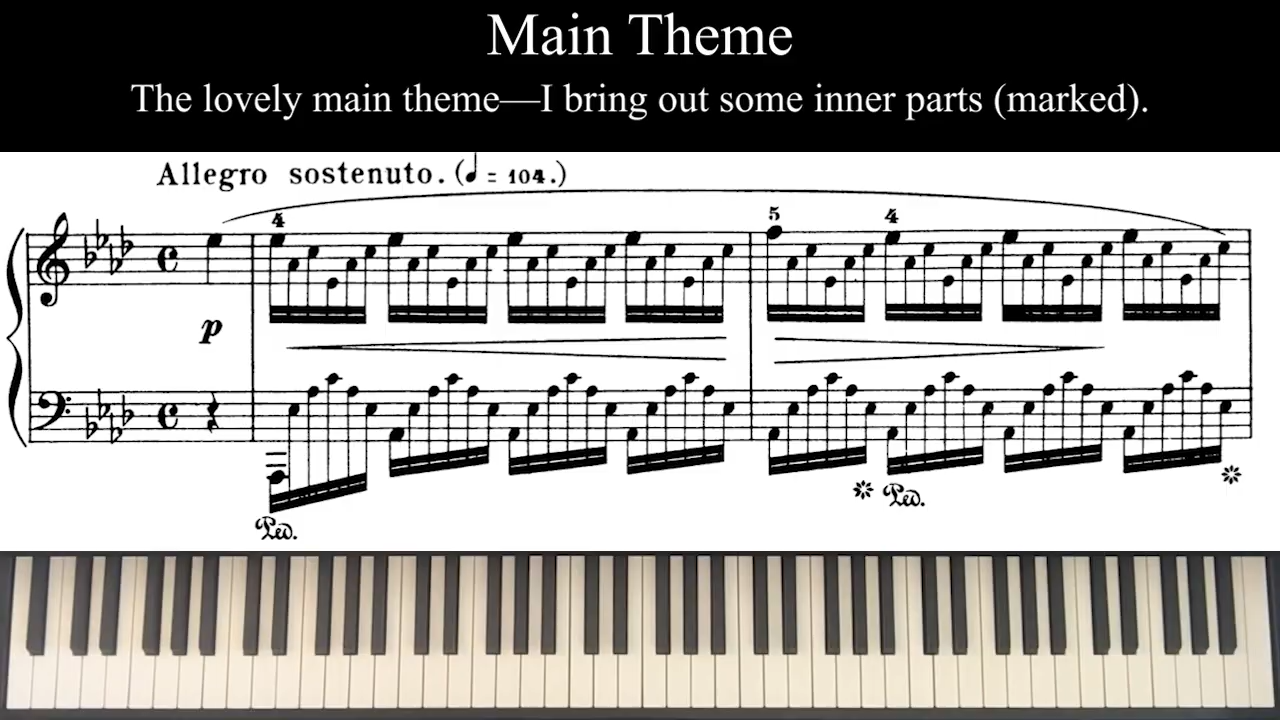 Main Theme
The lovely main theme—I bring out some inner parts (marked).
Allegro sostenuto. (♩ = 104.)
4 5 4
p
Ped. Ped.